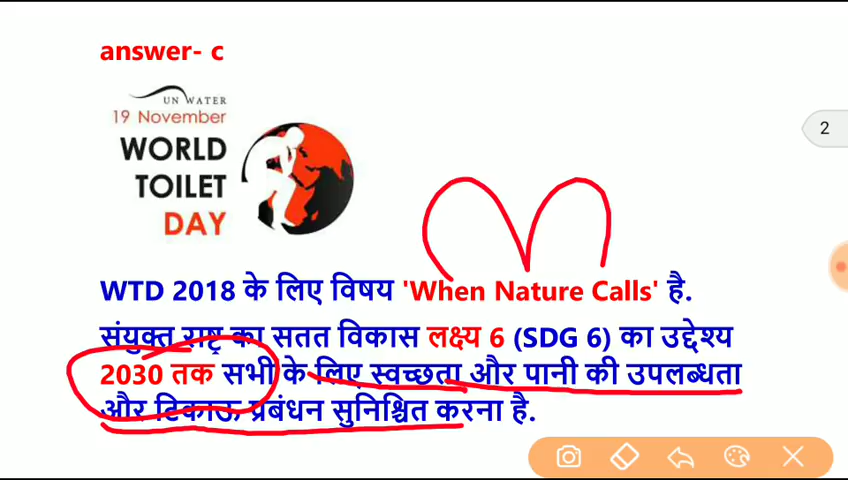 answer- c
UN WATER
19 November
WORLD
TOILET
DAY
2
WTD 2018 के लिए विषय 'When Nature Calls' है.
संयुक्त राष्ट्र का सतत विकास लक्ष्य 6 (SDG 6) का उद्देश्य
2030 तक सभी के लिए स्वच्छता और पानी की उपलब्धता
और टिकाऊ प्रबंधन सुनिश्चित करना है.